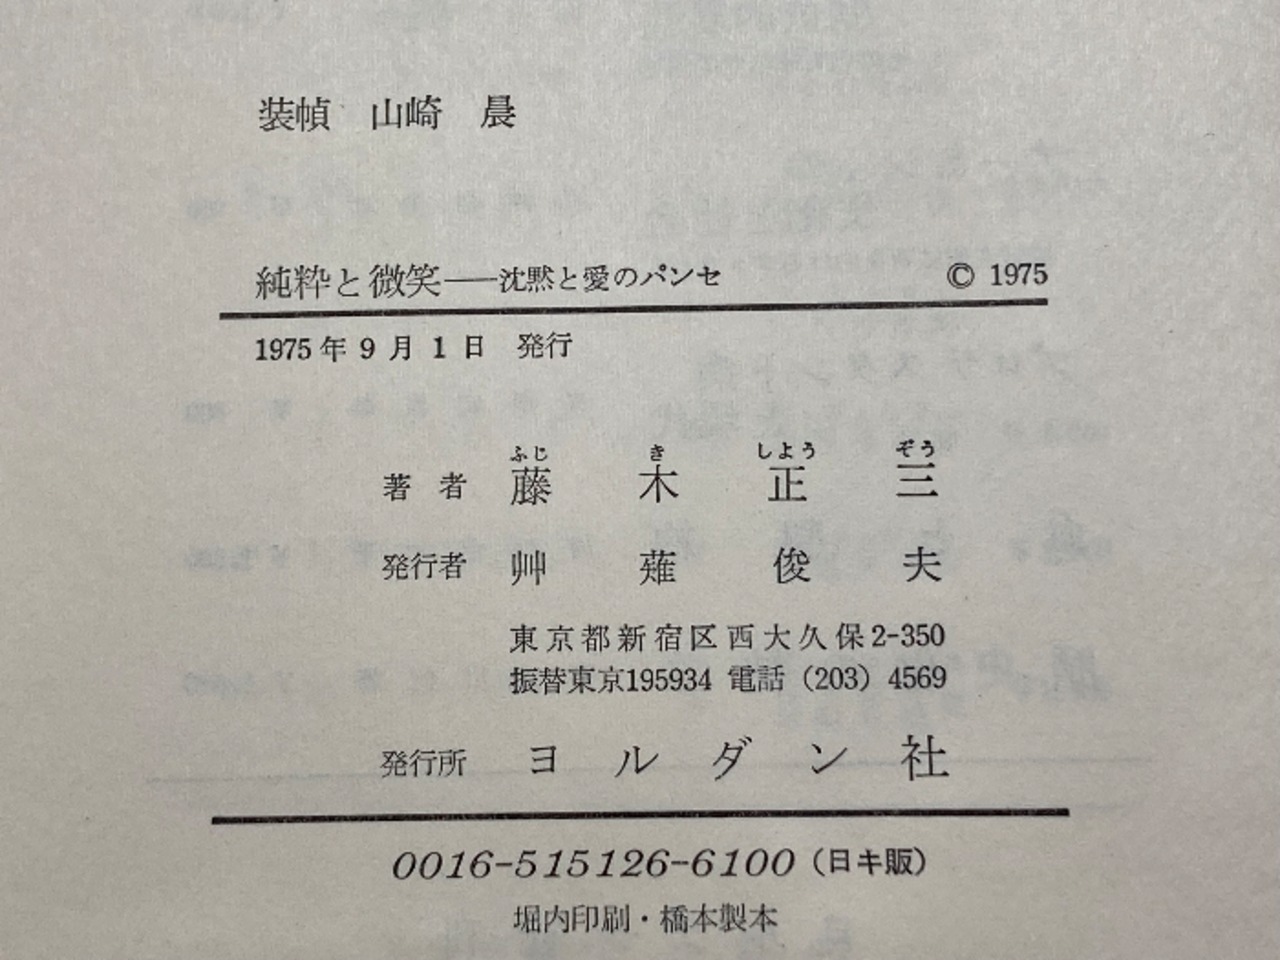 装幀 山崎 晨
純粋と微笑――沈黙と愛のパンセ © 1975
1975年9月1日 発行
ふじ き しよう ぞう
著者 藤木正三
発行者 艸薙俊夫
東京都新宿区西大久保2-350
振替東京195934 電話(203)4569
発行所 ヨルダン社
0016-515126-6100(日キ販)
堀内印刷・橋本製本